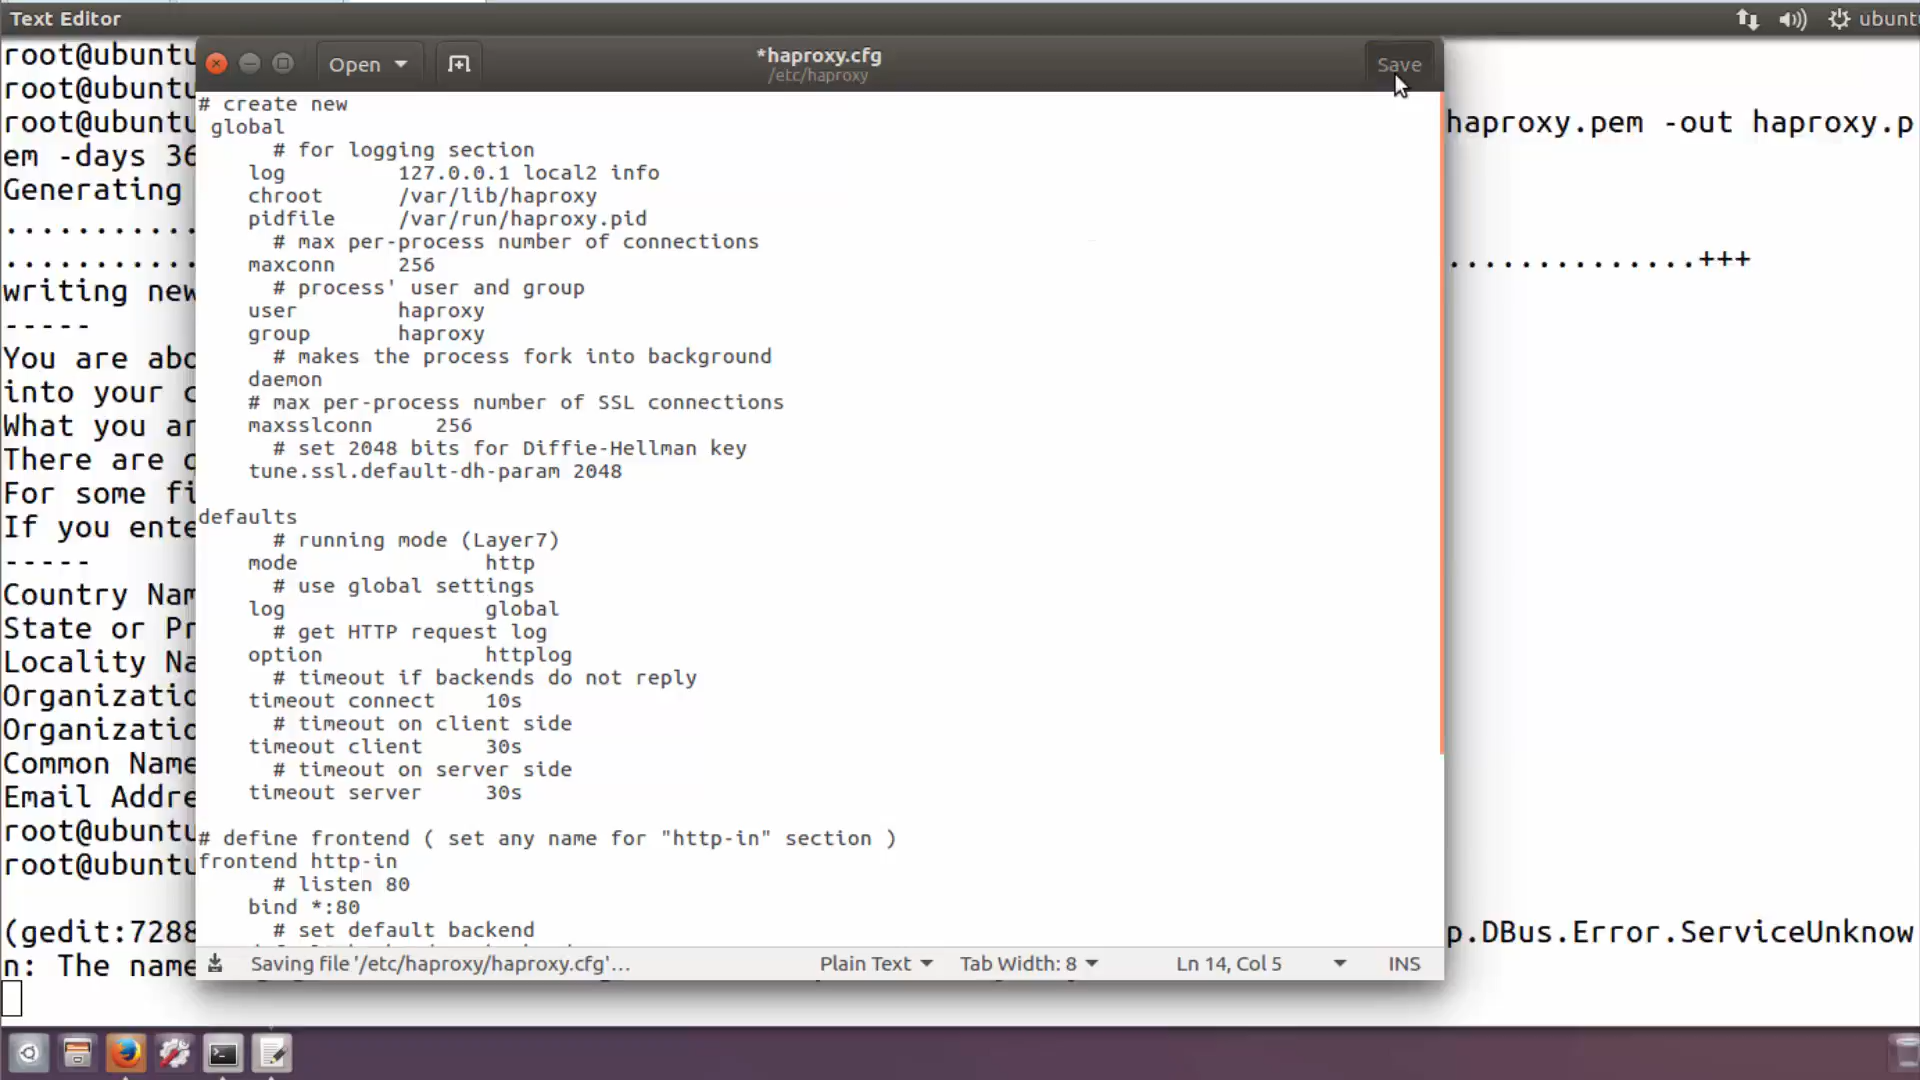 Text Editor
ubunt
root@ubuntu
root@ubuntu
root@ubuntu haproxy.pem -out haproxy.p
em -days 36
Generating
............
............ ..............+++
writing new
-----
You are abo
into your c
What you ar
There are c
For some fi
If you ente
-----
Country Nam
State or Pr
Locality Na
Organizatio
Organizatio
Common Name
Email Addre
root@ubuntu
root@ubuntu
(gedit:7288 p.DBus.Error.ServiceUnknow
n: The name
Open
*haproxy.cfg
/etc/haproxy
Save
# create new
global
# for logging section
log 127.0.0.1 local2 info
chroot /var/lib/haproxy
pidfile /var/run/haproxy.pid
# max per-process number of connections
maxconn 256
# process' user and group
user haproxy
group haproxy
# makes the process fork into background
daemon
# max per-process number of SSL connections
maxsslconn 256
# set 2048 bits for Diffie-Hellman key
tune.ssl.default-dh-param 2048
defaults
# running mode (Layer7)
mode http
# use global settings
log global
# get HTTP request log
option httplog
# timeout if backends do not reply
timeout connect 10s
# timeout on client side
timeout client 30s
# timeout on server side
timeout server 30s
# define frontend ( set any name for "http-in" section )
frontend http-in
# listen 80
bind *:80
# set default backend
Saving file '/etc/haproxy/haproxy.cfg'...
Plain Text
Tab Width: 8
Ln 14, Col 5
INS